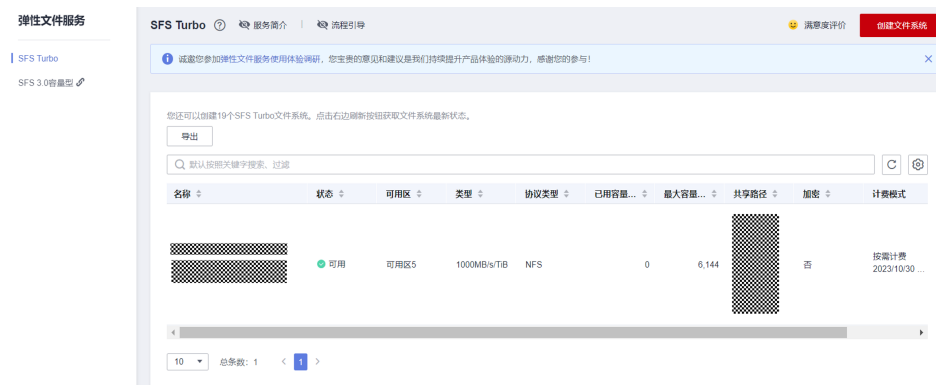 弹性文件服务
SFS Turbo
SFS 3.0容量型
SFS Turbo 服务简介 流程引导
满意度评价
创建文件系统
诚邀您参加弹性文件服务使用体验调研，您宝贵的意见和建议是我们持续提升产品体验的源动力，感谢您的参与！
您还可以创建19个SFS Turbo文件系统。点击右边刷新按钮获取文件系统最新状态。
导出
默认按照关键字搜索、过滤
名称 状态 可用区 类型 协议类型 已用容量... 最大容量... 共享路径 加密 计费模式
可用 可用区5 1000MB/s/TiB NFS 0 6,144 否 按需计费
2023/10/30 ...
10 总条数：1 < 1 >